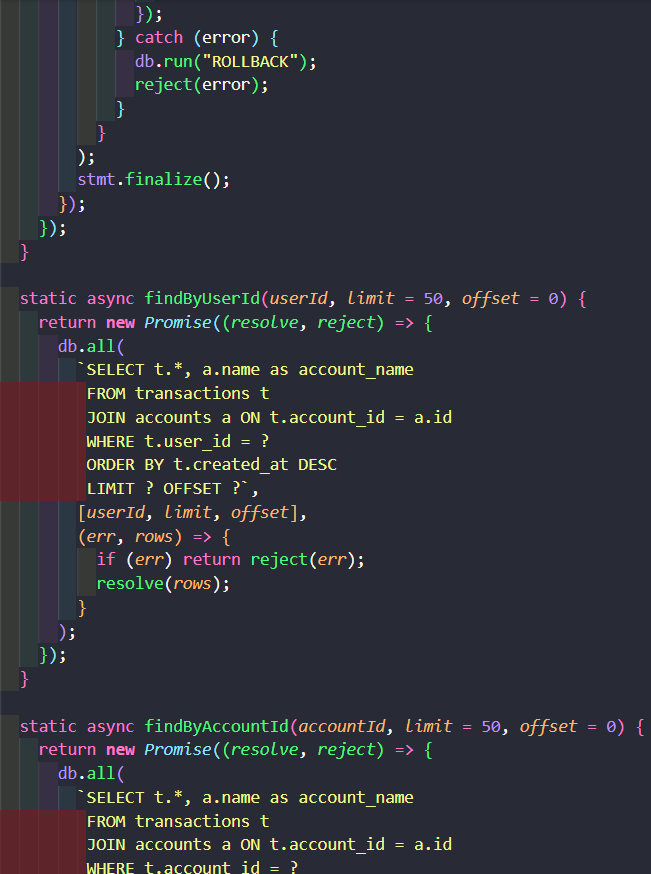 });
          } catch (error) {
            db.run("ROLLBACK");
            reject(error);
          }
        }
      );
      stmt.finalize();
    });
  });
}

static async findByUserId(userId, limit = 50, offset = 0) {
  return new Promise((resolve, reject) => {
    db.all(
      `SELECT t.*, a.name as account_name
       FROM transactions t
       JOIN accounts a ON t.account_id = a.id
       WHERE t.user_id = ?
       ORDER BY t.created_at DESC
       LIMIT ? OFFSET ?`,
      [userId, limit, offset],
      (err, rows) => {
        if (err) return reject(err);
        resolve(rows);
      }
    );
  });
}

static async findByAccountId(accountId, limit = 50, offset = 0) {
  return new Promise((resolve, reject) => {
    db.all(
      `SELECT t.*, a.name as account_name
       FROM transactions t
       JOIN accounts a ON t.account_id = a.id
       WHERE t.account_id = ?